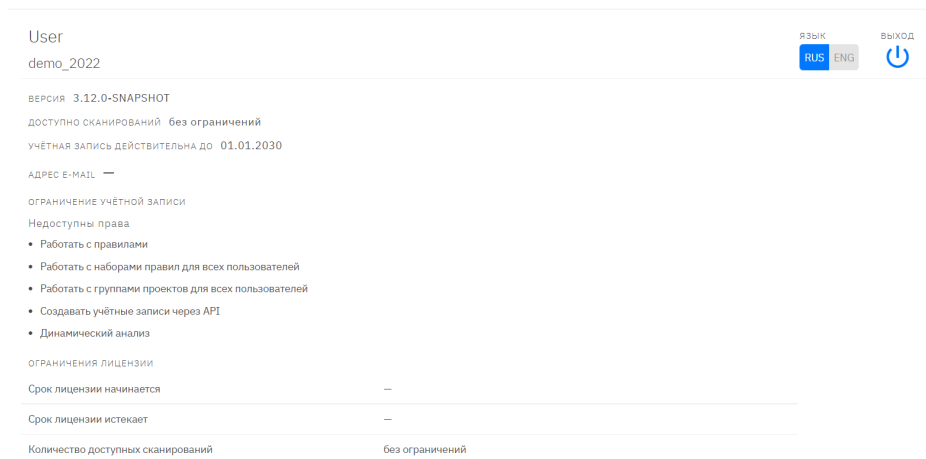 User
ЯЗЫК
ВЫХОД
demo_2022
RUS ENG
ВЕРСИЯ 3.12.0-SNAPSHOT
ДОСТУПНО СКАНИРОВАНИЙ без ограничений
УЧЁТНАЯ ЗАПИСЬ ДЕЙСТВИТЕЛЬНА ДО 01.01.2030
АДРЕС E-MAIL —
ОГРАНИЧЕНИЕ УЧЁТНОЙ ЗАПИСИ
Недоступны права
• Работать с правилами
• Работать с наборами правил для всех пользователей
• Работать с группами проектов для всех пользователей
• Создавать учётные записи через API
• Динамический анализ
ОГРАНИЧЕНИЯ ЛИЦЕНЗИИ
Срок лицензии начинается —
Срок лицензии истекает —
Количество доступных сканирований без ограничений